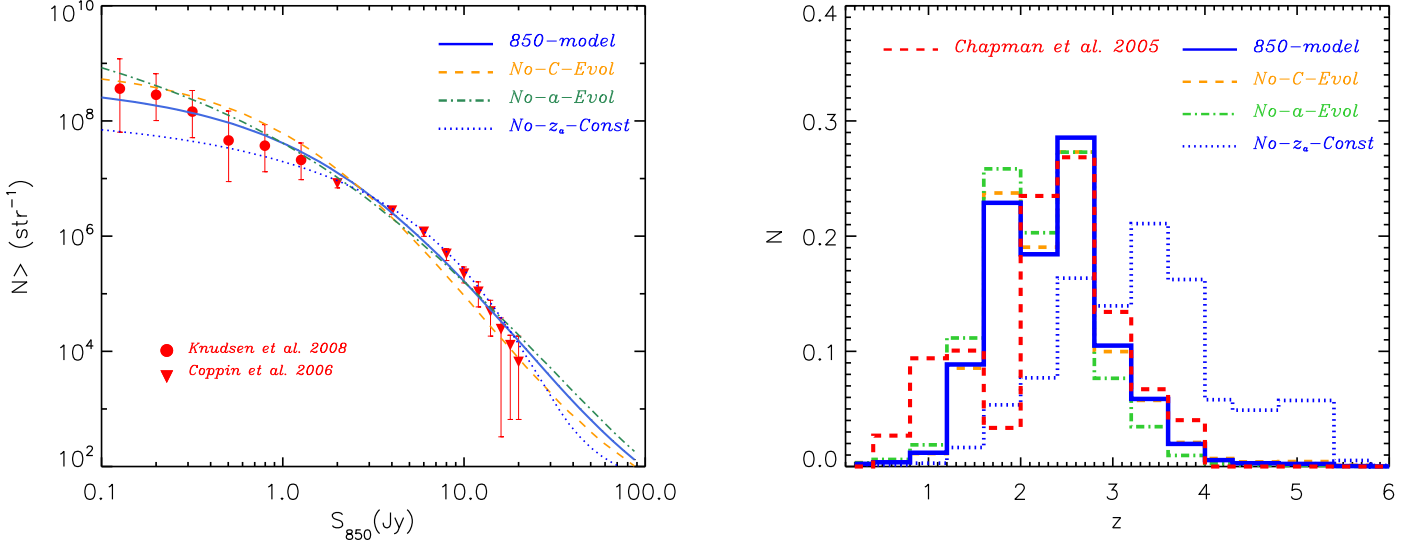 10^10
10^8
10^6
10^4
10^2
N> (str^-1)
850-model
No-C-Evol
No-a-Evol
No-z_a-Const
Knudsen et al. 2008
Coppin et al. 2006
0.1 1.0 10.0 100.0
S_850(Jy)
0.4
0.3
0.2
0.1
0.0
N
Chapman et al. 2005
850-model
No-C-Evol
No-a-Evol
No-z_a-Const
1 2 3 4 5 6
z